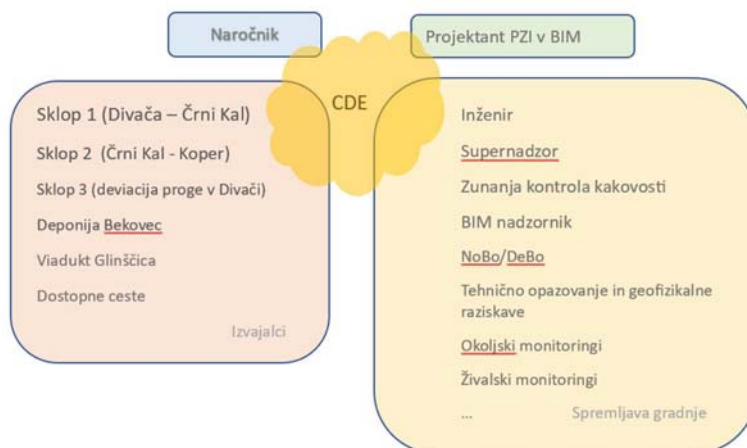 Naročnik
Projektant PZI v BIM
CDE
Sklop 1 (Divača – Črni Kal)
Sklop 2 (Črni Kal - Koper)
Sklop 3 (deviacija proge v Divači)
Deponija Bekovec
Viadukt Glinščica
Dostopne ceste
Izvajalci
Inženir
Supernadzor
Zunanja kontrola kakovosti
BIM nadzornik
NoBo/DeBo
Tehnično opazovanje in geofizikalne
raziskave
Okoljski monitoringi
Živalski monitoringi
...
Spremljava gradnje